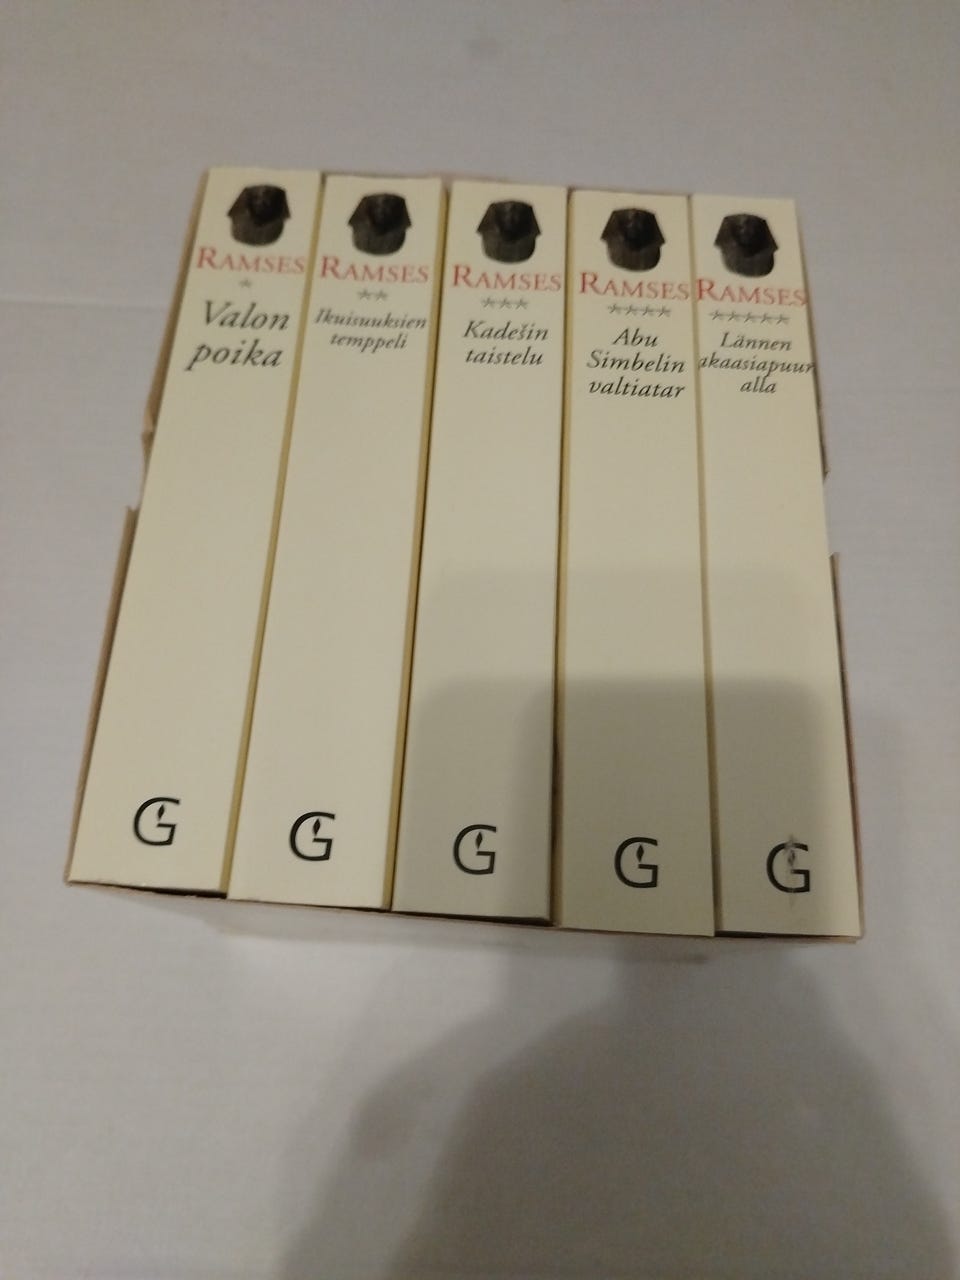 RAMSES
*
Valon
poika
G
RAMSES
**
Ikuisuuksien
temppeli
G
RAMSES
***
Kadešin
taistelu
G
RAMSES
****
Abu
Simbelin
valtiatar
G
RAMSES
*****
Lännen
akaasiapuun
alla
G